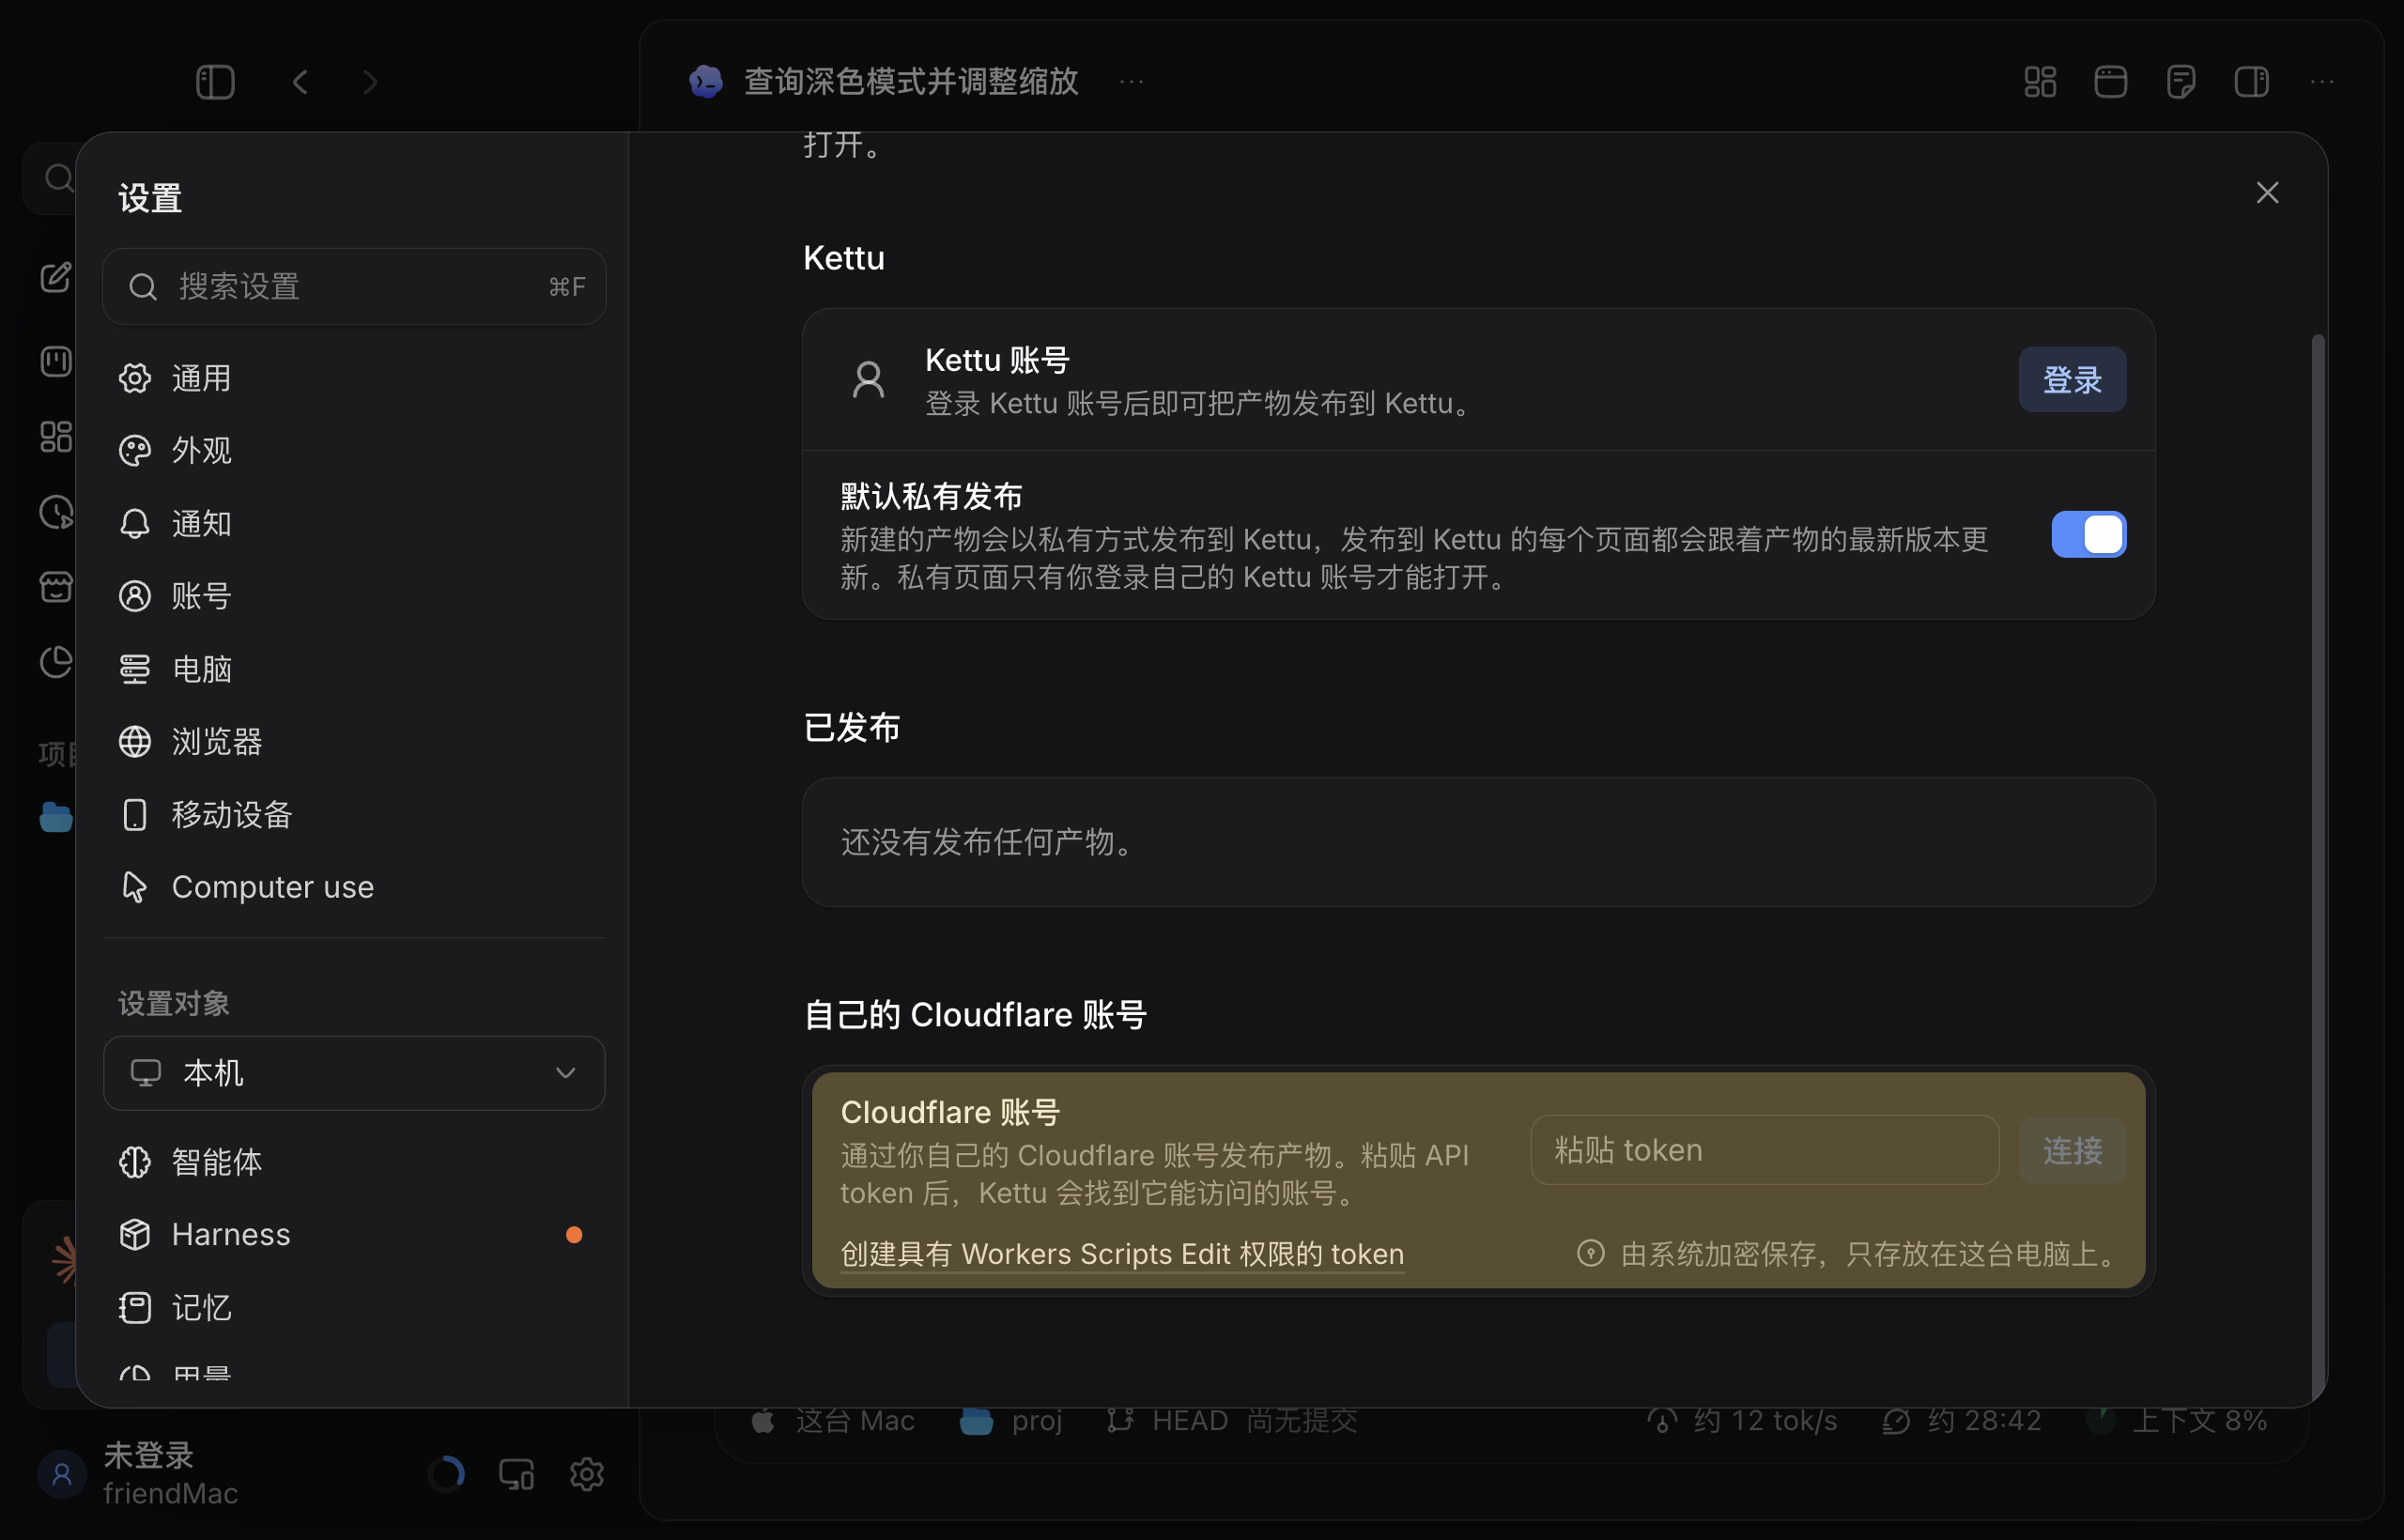 查询深色模式并调整缩放
设置
搜索设置
⌘F
通用
外观
通知
账号
电脑
浏览器
移动设备
Computer use
设置对象
本机
智能体
Harness
记忆
用量
打开。
Kettu
Kettu 账号
登录 Kettu 账号后即可把产物发布到 Kettu。
登录
默认私有发布
新建的产物会以私有方式发布到 Kettu，发布到 Kettu 的每个页面都会跟着产物的最新版本更
新。私有页面只有你登录自己的 Kettu 账号才能打开。
已发布
还没有发布任何产物。
自己的 Cloudflare 账号
Cloudflare 账号
通过你自己的 Cloudflare 账号发布产物。粘贴 API
token 后，Kettu 会找到它能访问的账号。
粘贴 token
连接
创建具有 Workers Scripts Edit 权限的 token
由系统加密保存，只存放在这台电脑上。
这台 Mac
proj
HEAD 尚无提交
约 12 tok/s
约 28:42
上下文 8%
未登录
friendMac